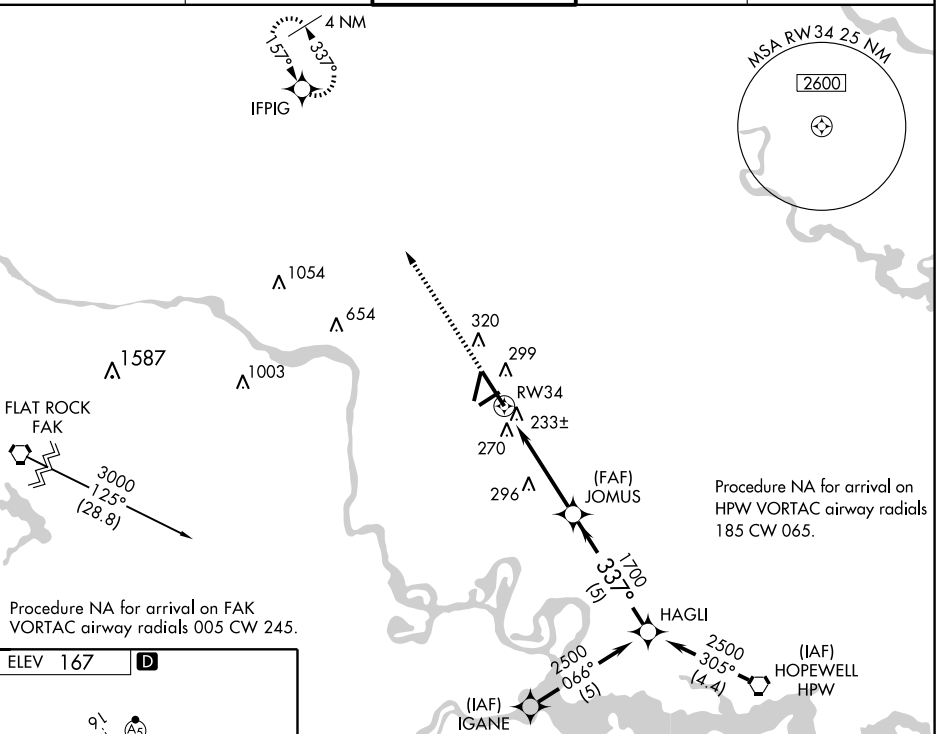 4 NM
157°
337°
IFPIG
MSA RW34 25 NM
2600
1054
654
320
1587
1003
299
RW34
233±
270
296
FLAT ROCK
FAK
3000
125°
(28.8)
(FAF)
JOMUS
Procedure NA for arrival on
HPW VORTAC airway radials
185 CW 065.
1700
337°
(5)
HAGLI
Procedure NA for arrival on FAK
VORTAC airway radials 005 CW 245.
2500
066°
(5)
2500
305°
(4.4)
(IAF)
HOPEWELL
HPW
(IAF)
IGANE
ELEV 167 D
16
A5